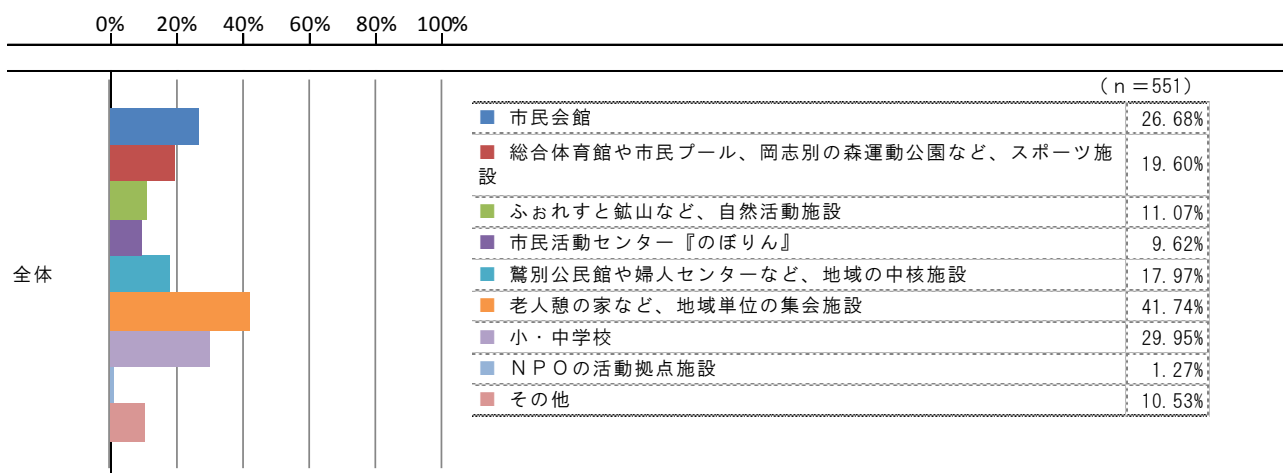 0% 20% 40% 60% 80% 100%
（ｎ＝551）
全体
市民会館 26.68%
総合体育館や市民プール、岡志別の森運動公園など、スポーツ施
設 19.60%
ふぉれすと鉱山など、自然活動施設 11.07%
市民活動センター『のぼりん』 9.62%
鷲別公民館や婦人センターなど、地域の中核施設 17.97%
老人憩の家など、地域単位の集会施設 41.74%
小・中学校 29.95%
ＮＰＯの活動拠点施設 1.27%
その他 10.53%